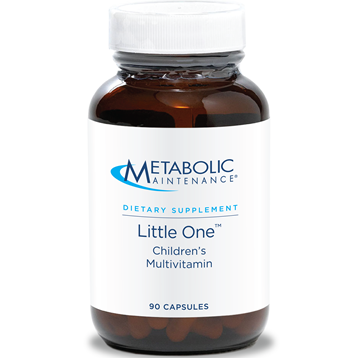 METABOLIC
MAINTENANCE®
DIETARY SUPPLEMENT
Little One™
Children's
Multivitamin
90 CAPSULES